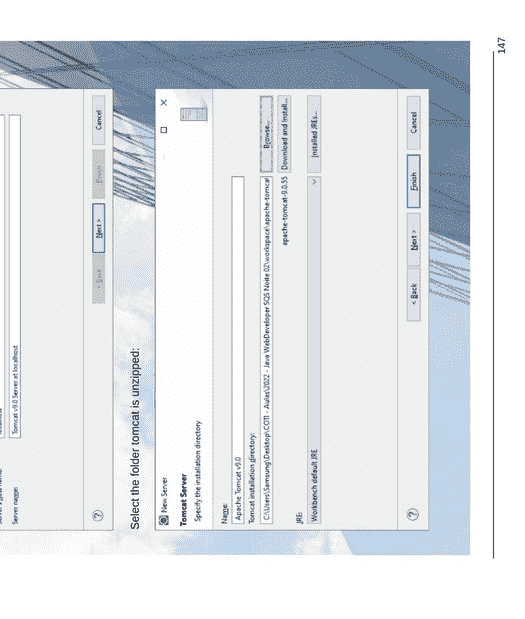 Server name:
Tomcat v9.0 Server at localhost
< Back
Next >
Finish
Cancel
Select the folder tomcat is unzipped:
New Server
Tomcat Server
Specify the installation directory
Name:
Apache Tomcat v9.0
Tomcat installation directory:
C:\Users\Samsung\Desktop\COTI - Aulas\2022 - Java WebDeveloper SQS Noite 02\workspace\apache-tomcat
Browse...
apache-tomcat-9.0.55
Download and Install...
JRE:
Workbench default JRE
Installed JREs...
< Back
Next >
Finish
Cancel
147